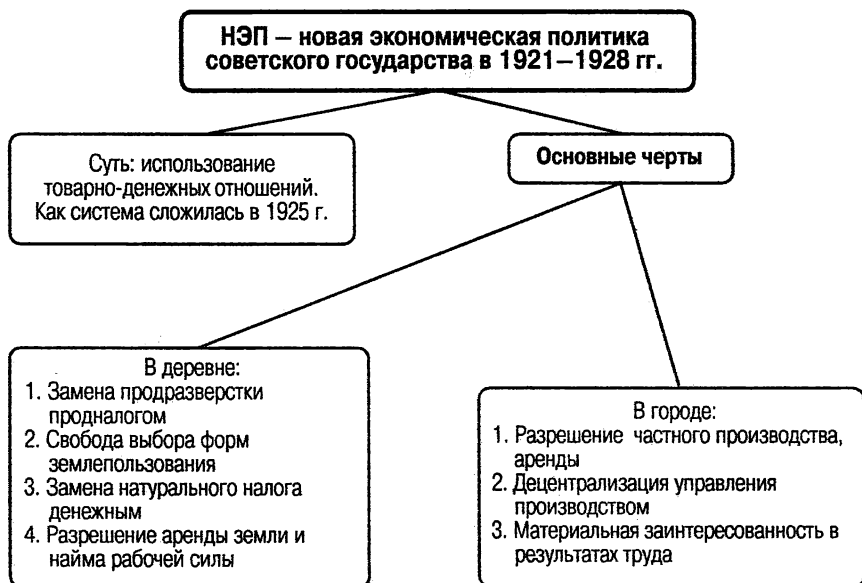 НЭП — новая экономическая политика
советского государства в 1921—1928 гг.
Суть: использование
товарно-денежных отношений.
Как система сложилась в 1925 г.
Основные черты
В деревне:
1. Замена продразверстки
продналогом
2. Свобода выбора форм
землепользования
3. Замена натурального налога
денежным
4. Разрешение аренды земли и
найма рабочей силы
В городе:
1. Разрешение частного производства,
аренды
2. Децентрализация управления
производством
3. Материальная заинтересованность в
результатах труда